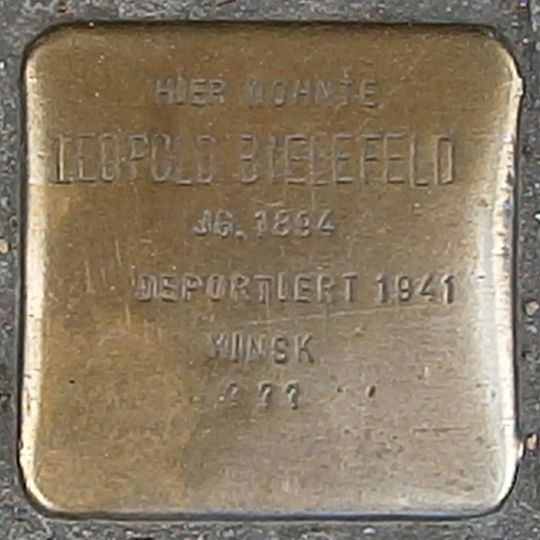 HIER WOHNTE
LEOPOLD BIELEFELD
JG. 1894
DEPORTIERT 1941
MINSK
???